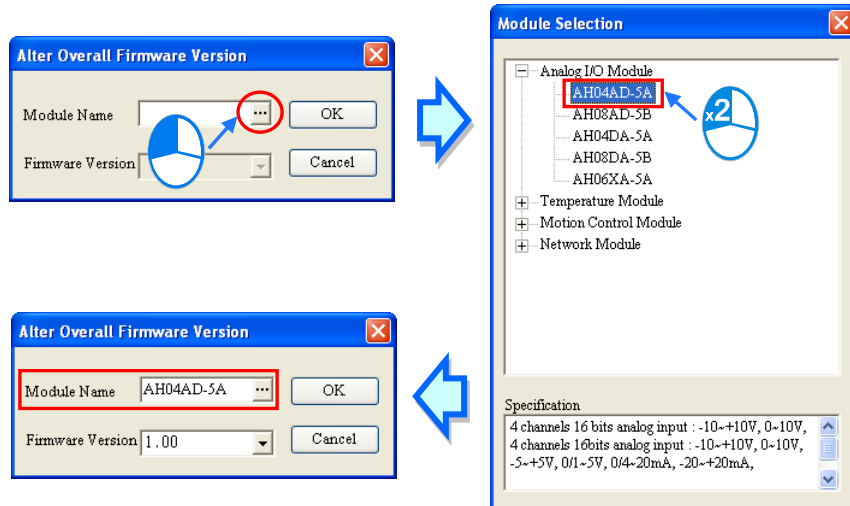 Alter Overall Firmware Version
Module Name ... OK
Firmware Version Cancel
Module Selection
Analog I/O Module
AH04AD-5A
AH08AD-5B
AH04DA-5A
AH08DA-5B
AH06XA-5A
Temperature Module
Motion Control Module
Network Module
x2
Specification
4 channels 16 bits analog input : -10~+10V, 0~10V,
4 channels 16bits analog input : -10~+10V, 0~10V,
-5~+5V, 0/1~5V, 0/4~20mA, -20~+20mA,
Alter Overall Firmware Version
Module Name AH04AD-5A ... OK
Firmware Version 1.00 Cancel